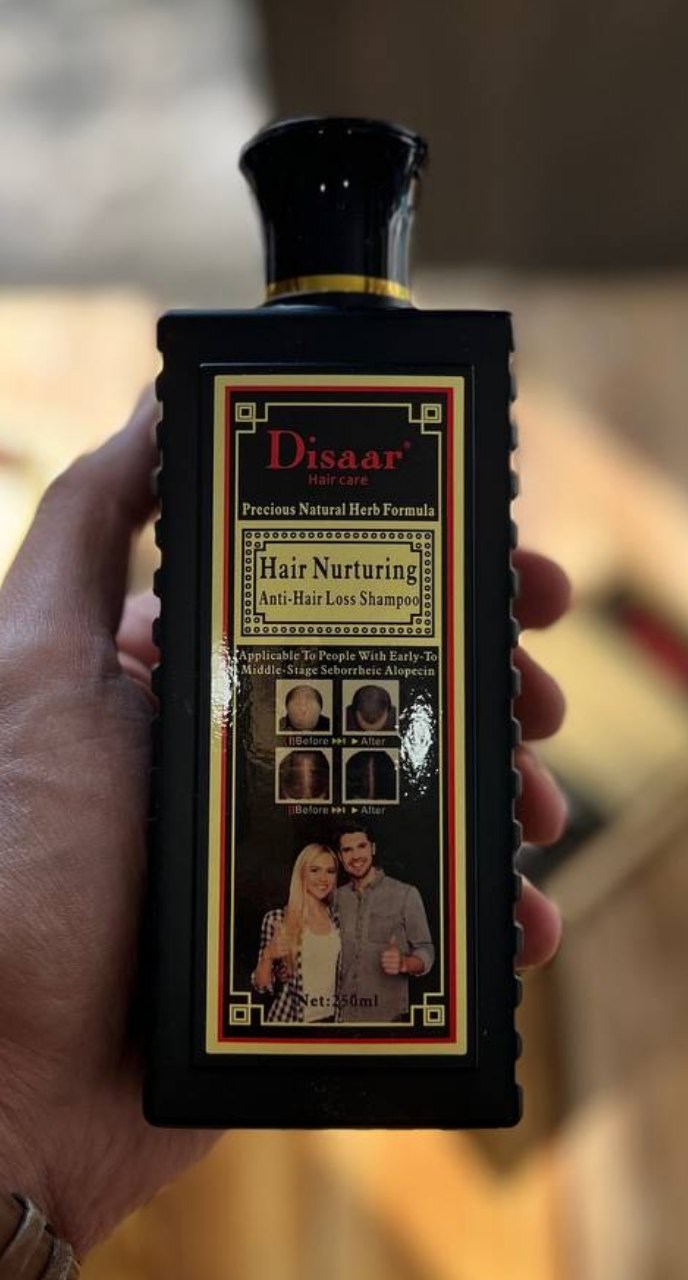 Disaar®
Hair care
Precious Natural Herb Formula
Hair Nurturing
Anti-Hair Loss Shampoo
Applicable To People With Early-To
Middle-Stage Seborrheic Alopecin
Before After
Before After
Net:250ml